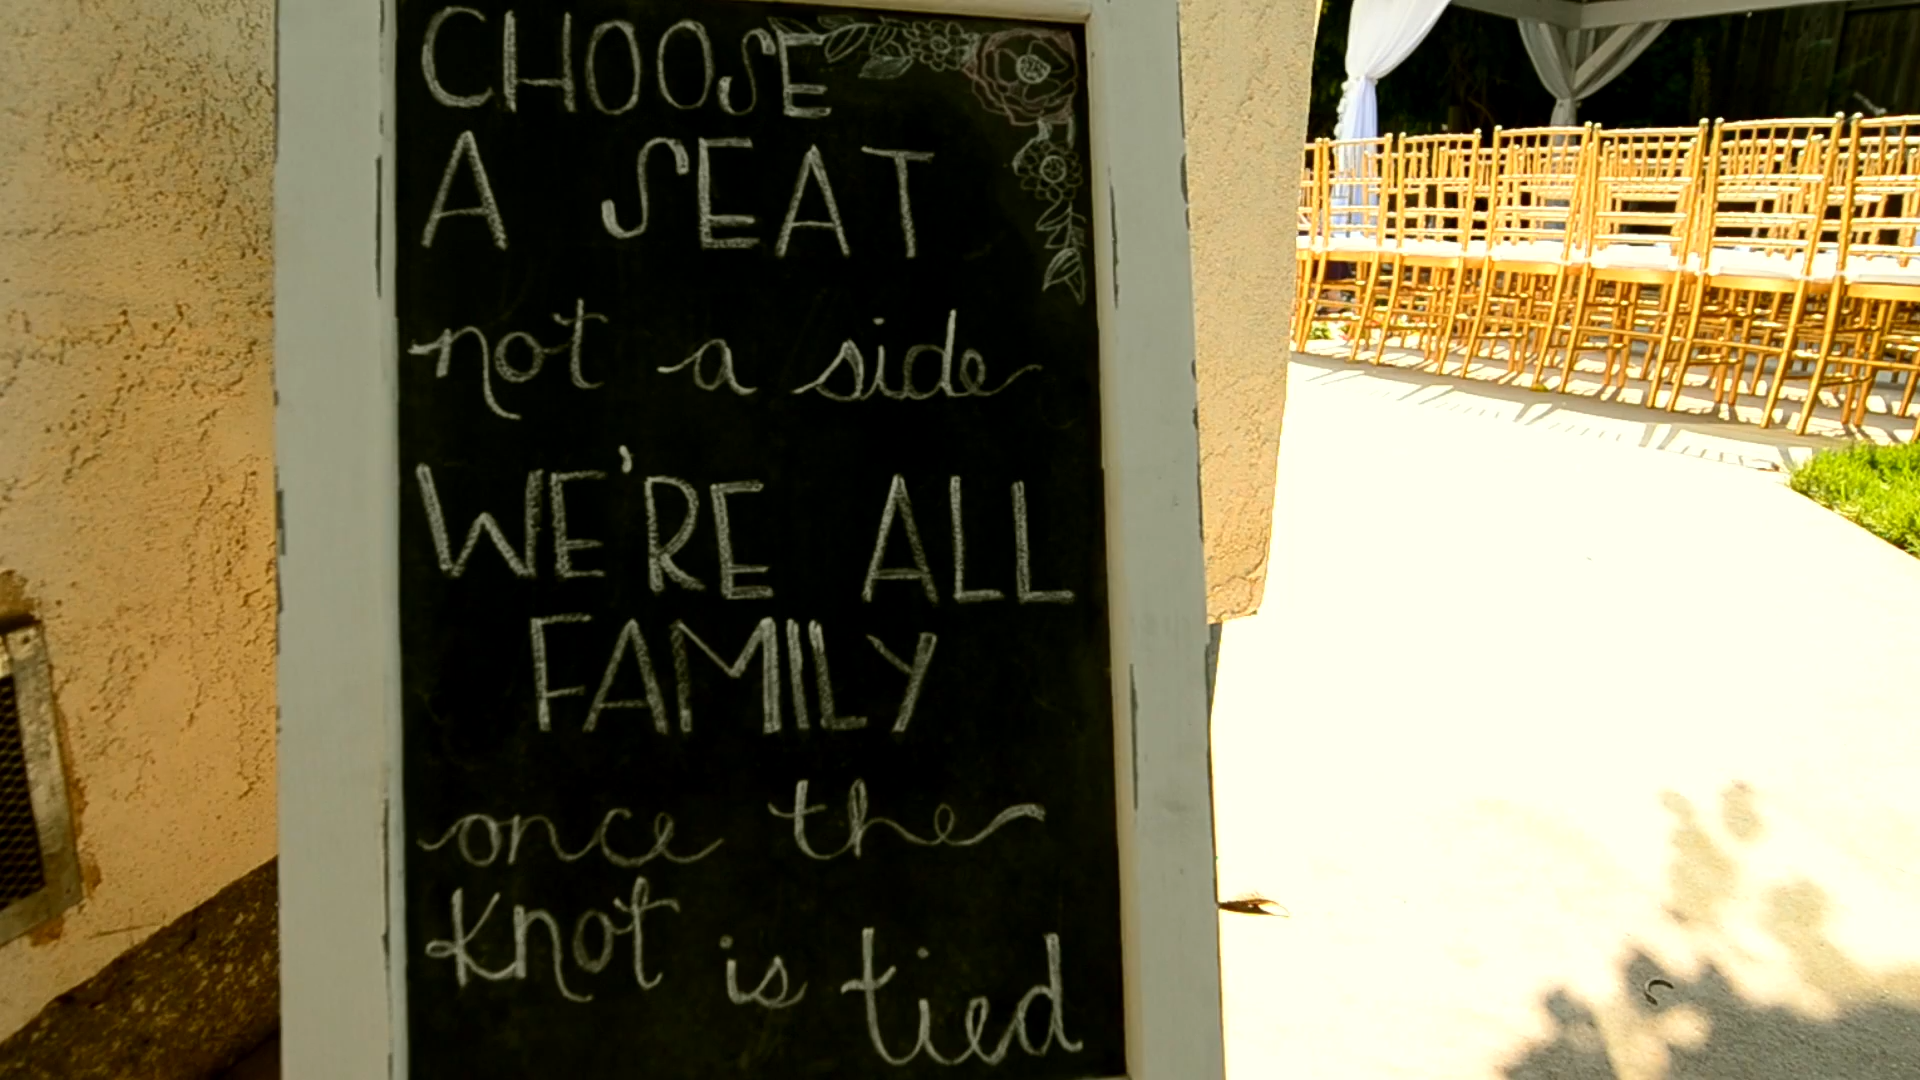 CHOOSE
A SEAT
not a side
WE'RE ALL
FAMILY
once the
knot is tied